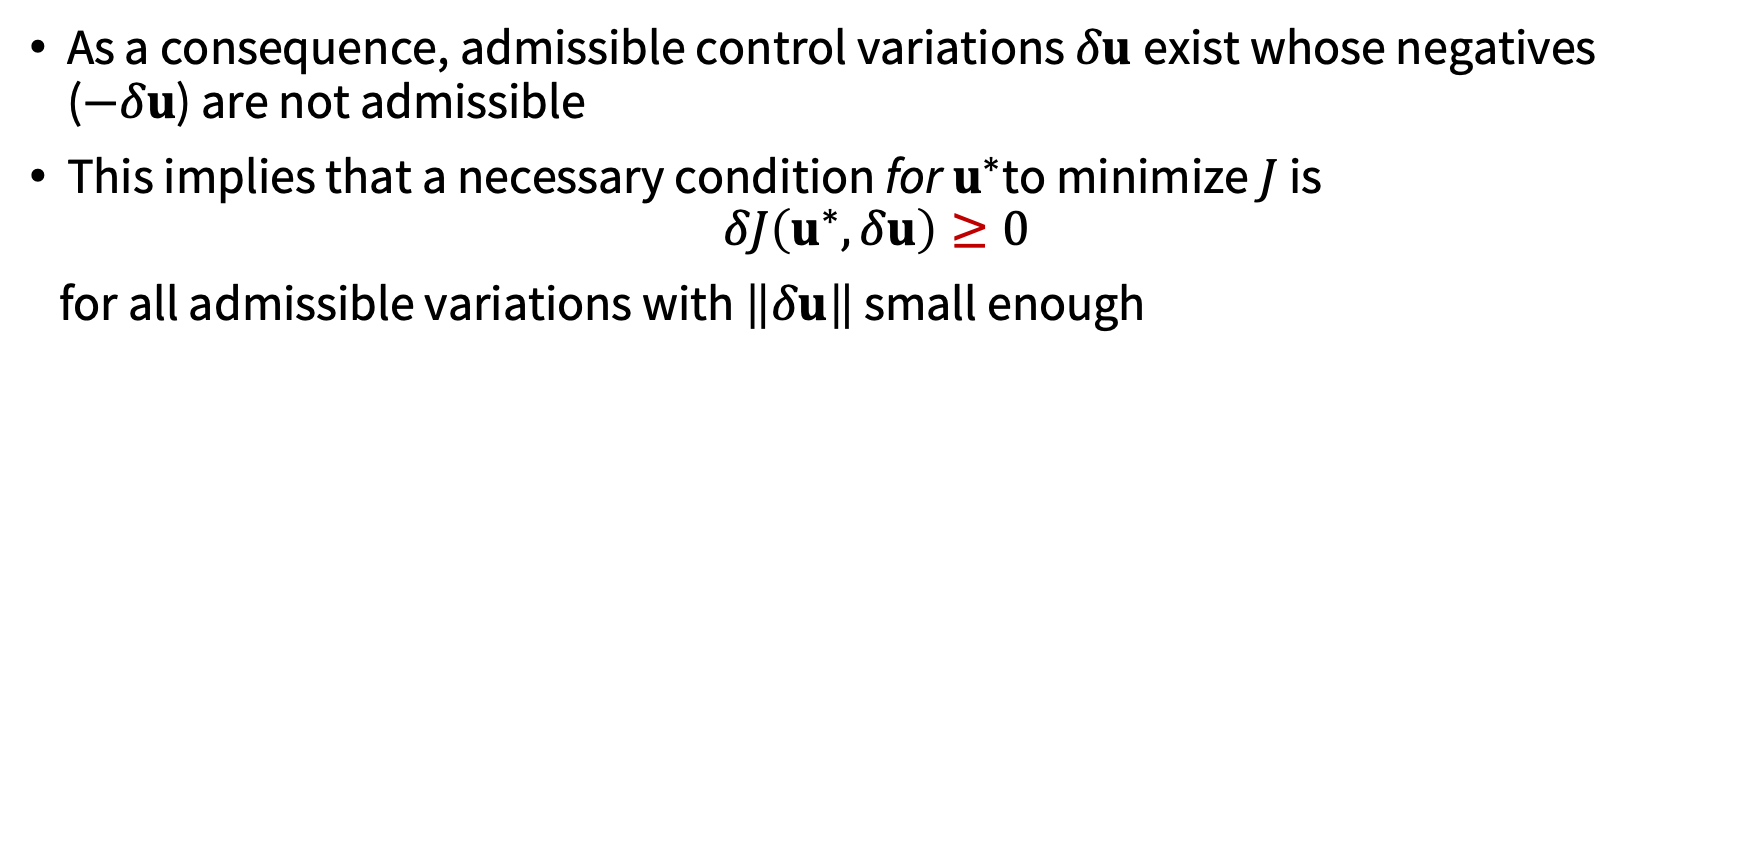 • As a consequence, admissible control variations δu exist whose negatives
(−δu) are not admissible
• This implies that a necessary condition for u* to minimize J is
δJ(u*, δu) ≥ 0
for all admissible variations with ‖δu‖ small enough